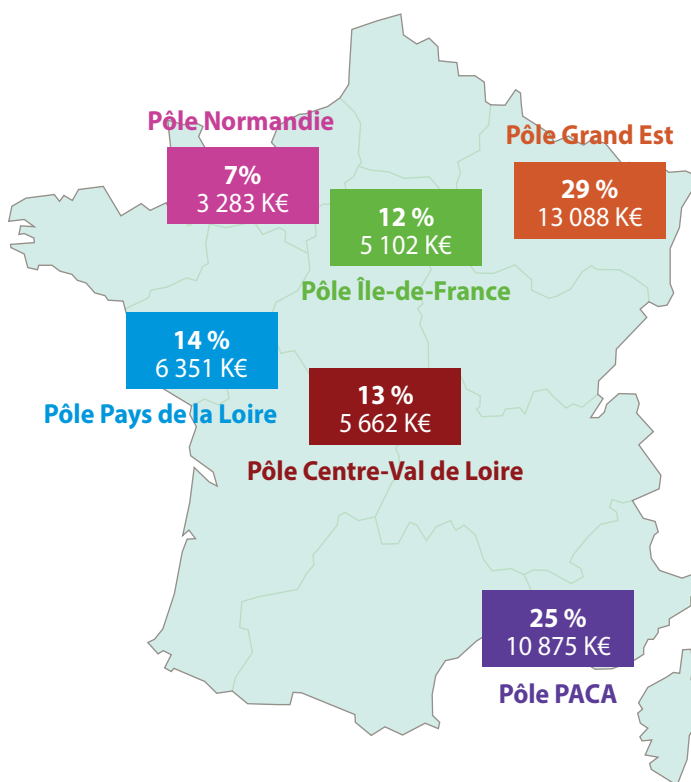 Pôle Normandie
7%
3 283 K€
Pôle Grand Est
29 %
13 088 K€
12 %
5 102 K€
Pôle Île-de-France
14 %
6 351 K€
Pôle Pays de la Loire
13 %
5 662 K€
Pôle Centre-Val de Loire
25 %
10 875 K€
Pôle PACA